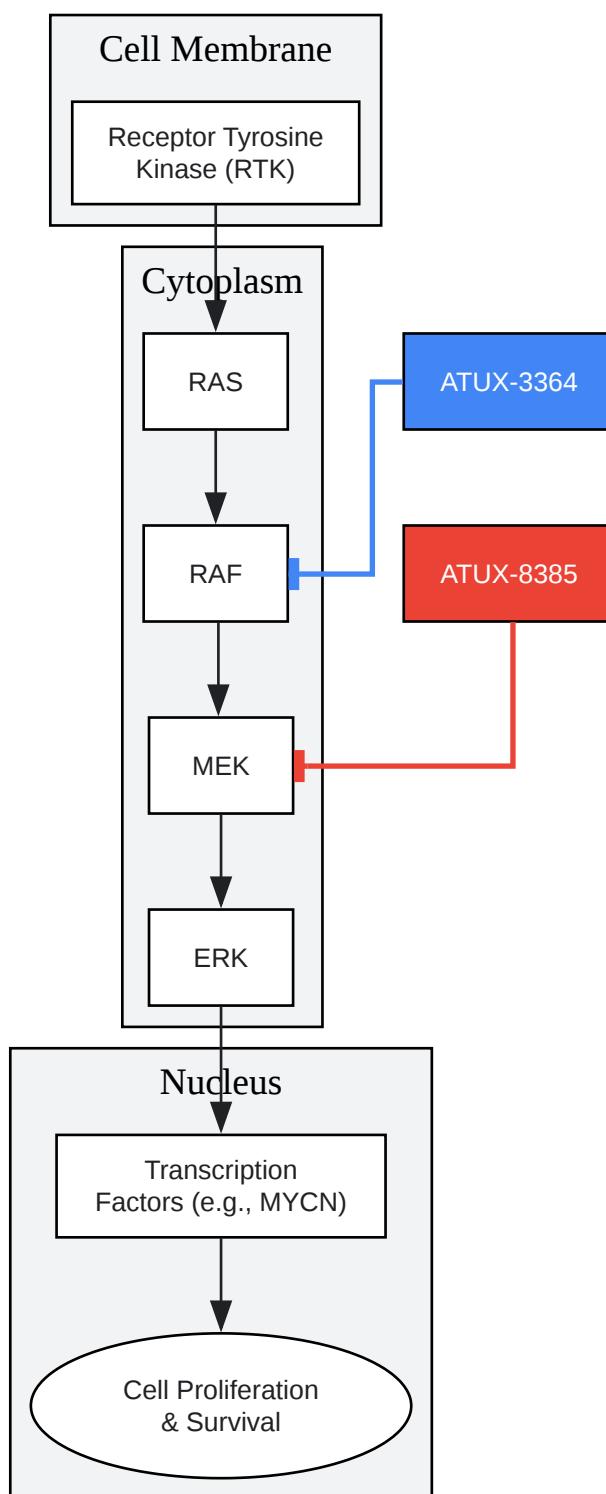 Cell Membrane
Receptor Tyrosine
Kinase (RTK)
Cytoplasm
RAS
ATUX-3364
RAF
ATUX-8385
MEK
ERK
Nucleus
Transcription
Factors (e.g., MYCN)
Cell Proliferation
& Survival